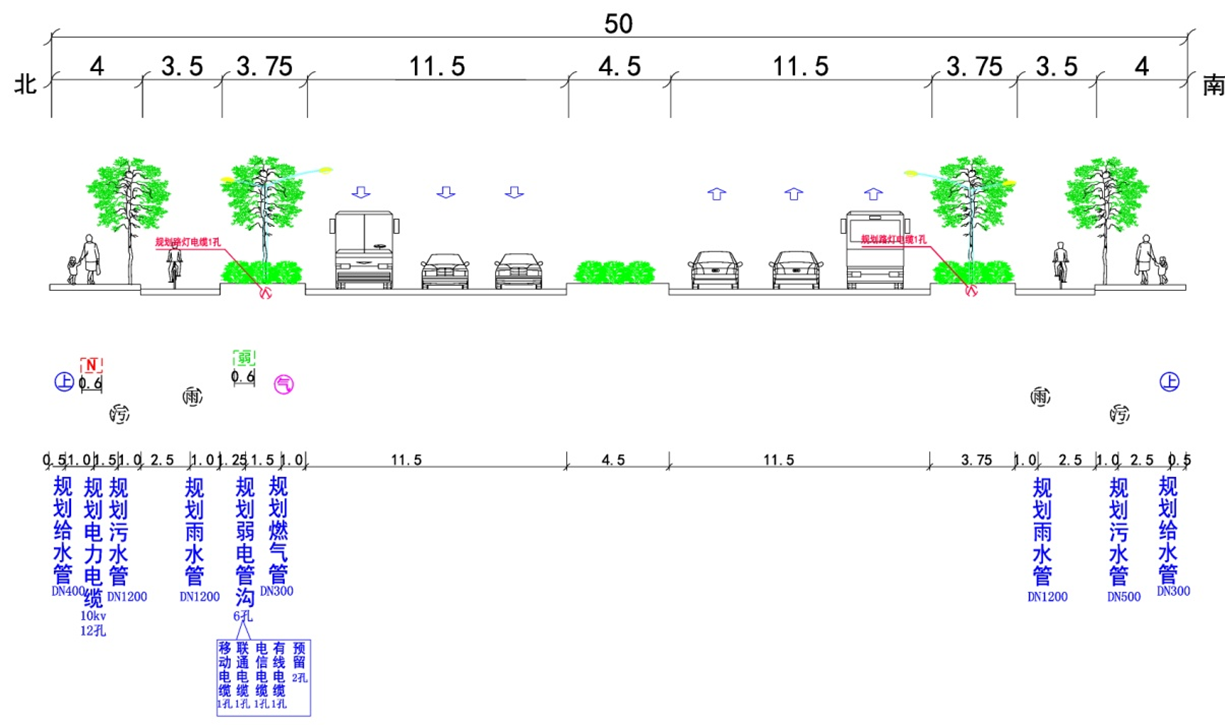 50
4 3.5 3.75 11.5 4.5 11.5 3.75 3.5 4
北
南
规划路灯电缆1孔
规划路灯电缆1孔
N
弱
上
0.6
0.6
气
上
雨
雨
污
污
0.5 1.0 1.5 1.0 2.5 1.0 1.25 1.5 1.0 11.5 4.5 11.5 3.75 1.0 2.5 1.0 2.5 0.5
规划给水管
DN400
规划电力电缆
10kv
12孔
规划污水管
DN1200
规划雨水管
DN1200
规划弱电管沟
6孔
规划燃气管
DN300
规划雨水管
DN1200
规划污水管
DN500
规划给水管
DN300
移动电缆
1孔
联通电缆
1孔
电信电缆
1孔
有线电缆
1孔
预留
2孔